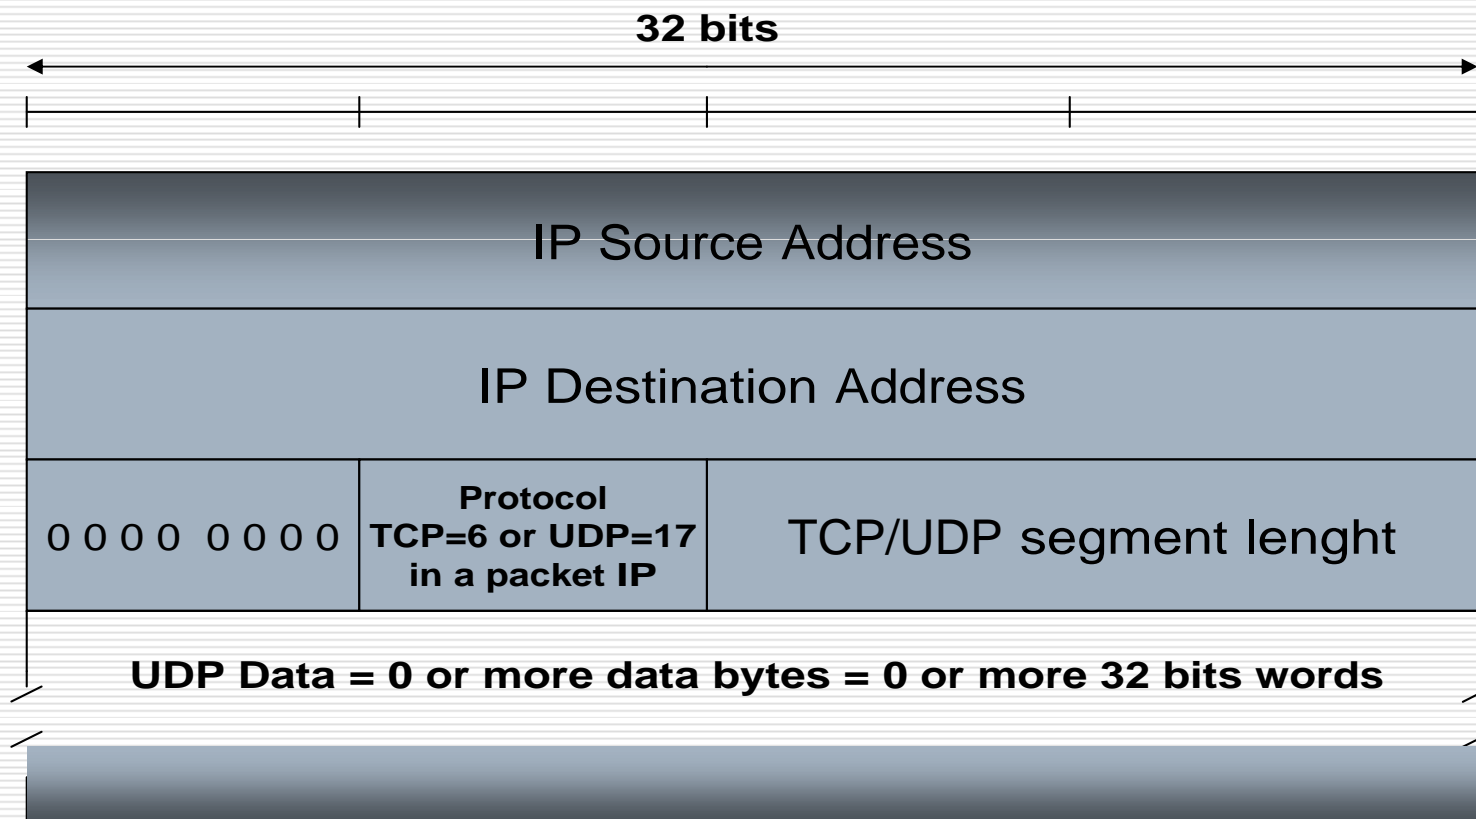 32 bits
IP Source Address
IP Destination Address
0 0 0 0 0 0 0 0
Protocol
TCP=6 or UDP=17
in a packet IP
TCP/UDP segment lenght
UDP Data = 0 or more data bytes = 0 or more 32 bits words